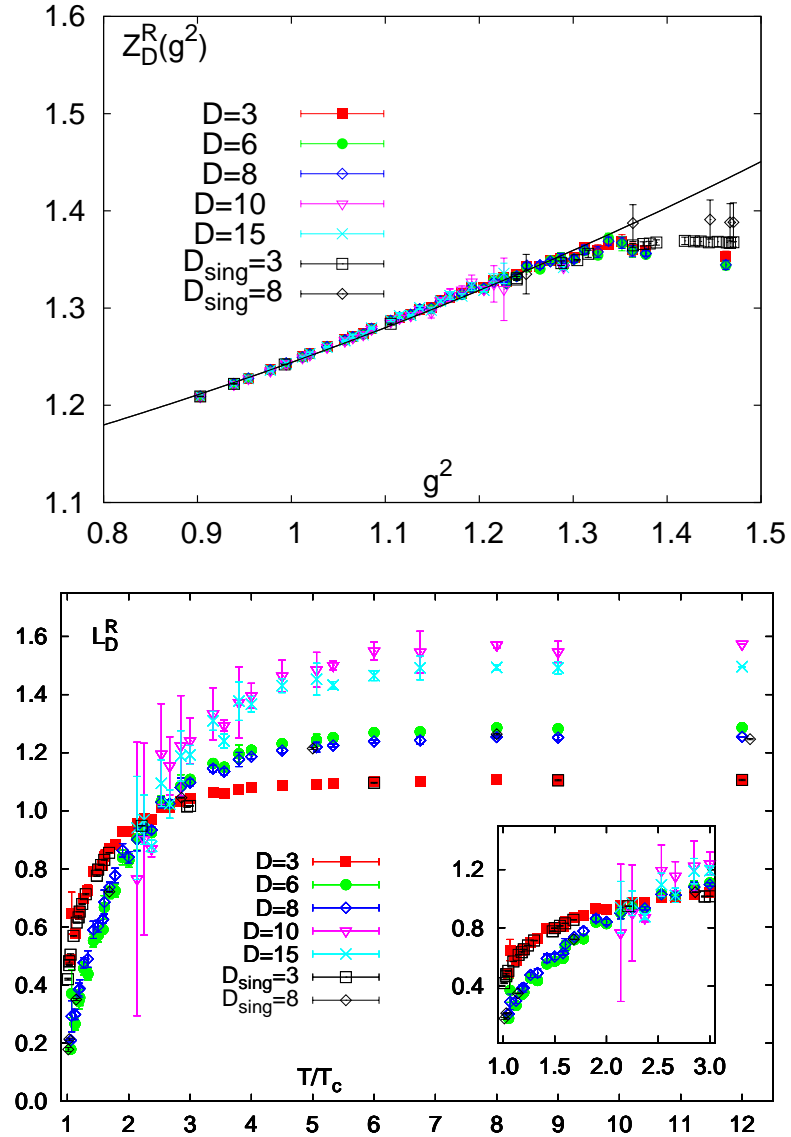 1.6
Z_D^R(g^2)
D=3
D=6
D=8
D=10
D=15
D_sing=3
D_sing=8
1.5
1.4
1.3
1.2
1.1
g^2
0.8 0.9 1 1.1 1.2 1.3 1.4 1.5
L_D^R
1.6
1.4
1.2
1.0
0.8
0.6
0.4
0.2
0.0
D=3
D=6
D=8
D=10
D=15
D_sing=3
D_sing=8
1.2
0.8
0.4
1.0 1.5 2.0 2.5 3.0
T/T_c
1 2 3 4 5 6 7 8 9 10 11 12